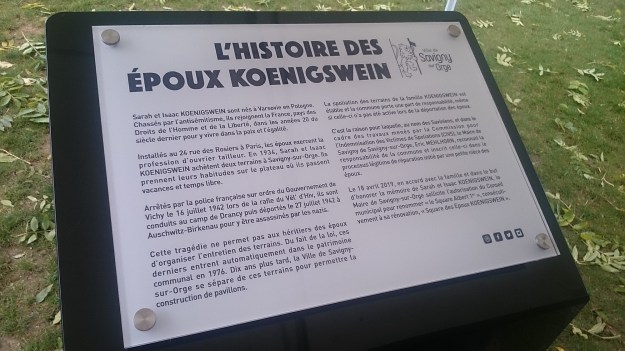 L'HISTOIRE DES
ÉPOUX KOENIGSWEIN
Ville de
Savigny
sur
Orge
Sarah et Isaac KOENIGSWEIN sont nés à Varsovie en Pologne.
Chassés par l'antisémitisme, ils rejoignent la France, pays des
Droits de l'Homme et de la Liberté, dans les années 20 du
siècle dernier pour y vivre dans la paix et l'égalité.
Installés au 24 rue des Rosiers à Paris, les époux exercent la
profession d'ouvrier tailleur. En 1936, Sarah et Isaac
KOENIGSWEIN achètent deux terrains à Savigny-sur-Orge. Ils
prennent leurs habitudes sur le plateau où ils passent
vacances et temps libre.
Arrêtés par la police française sur ordre du Gouvernement de
Vichy le 16 juillet 1942 lors de la rafle du Vél' d'Hiv, ils sont
conduits au camp de Drancy puis déportés le 27 juillet 1942 à
Auschwitz-Birkenau pour y être assassinés par les nazis.
Cette tragédie ne permet pas aux héritiers des époux
d'organiser l'entretien des terrains. Du fait de la loi, ces
derniers entrent automatiquement dans le patrimoine
communal en 1976. Dix ans plus tard, la Ville de Savigny-
sur-Orge se sépare de ces terrains pour permettre la
construction de pavillons.
La spoliation des terrains de la famille KOENIGSWEIN est
établie et la commune porte une part de responsabilité, même
si celle-ci n'a pas été active lors de la déportation des époux.
C'est la raison pour laquelle, au nom des Saviniens, et dans le
cadre des travaux menés par la Commission pour
l'Indemnisation des Victimes de Spoliations (CIVS), le Maire de
Savigny-sur-Orge, Éric MEHLHORN, reconnaît la
responsabilité de la commune et inscrit celle-ci dans le
processus légitime de réparation initié par une petite nièce des
époux.
Le 18 avril 2019, en accord avec la famille et dans le but
d'honorer la mémoire de Sarah et Isaac KOENIGSWEIN, le
Maire de Savigny-sur-Orge sollicite l'autorisation du Conseil
municipal pour renommer « le Square Albert 1er », consécuti-
vement à sa rénovation, « Square des Époux KOENIGSWEIN ».